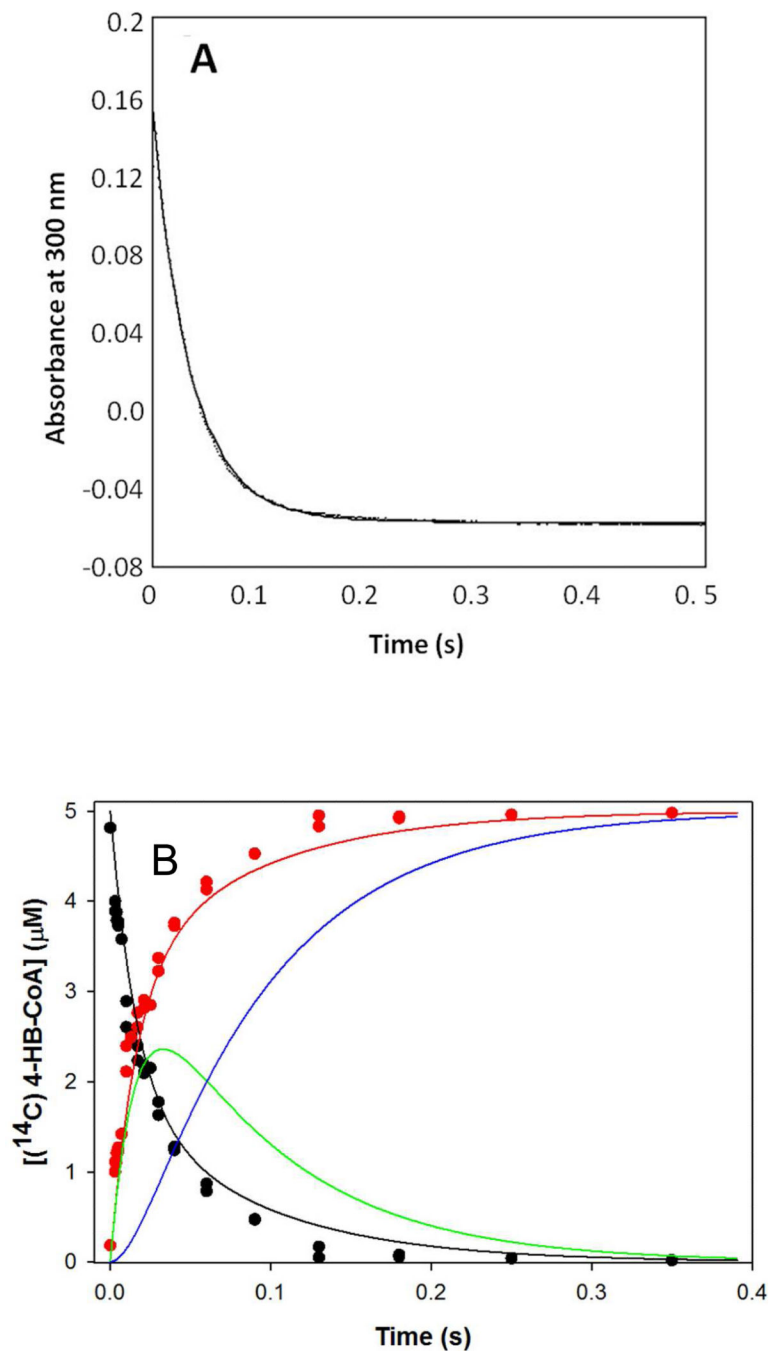 0.2
A
0.16
0.12
0.08
0.04
0.0
-0.04
-0.08
Absorbance at 300 nm
0 0.1 0.2 0.3 0.4 0.5
Time (s)
B
5
4
3
2
1
0
[(¹⁴C) 4-HB-CoA] (μM)
0.0 0.1 0.2 0.3 0.4
Time (s)